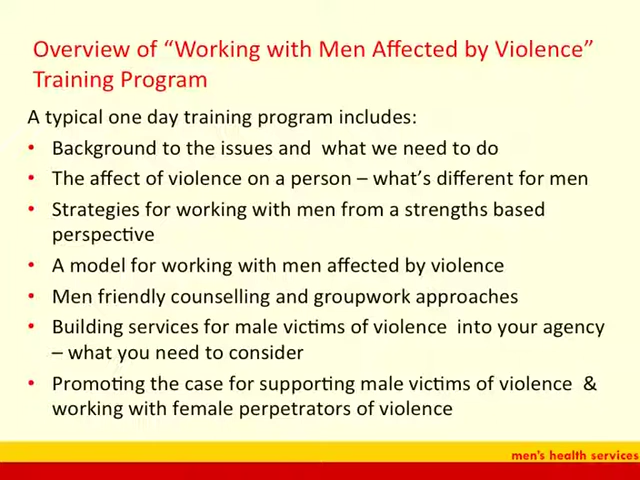 Overview of “Working with Men Affected by Violence”
Training Program
A typical one day training program includes:
• Background to the issues and what we need to do
• The affect of violence on a person – what’s different for men
• Strategies for working with men from a strengths based
perspective
• A model for working with men affected by violence
• Men friendly counselling and groupwork approaches
• Building services for male victims of violence into your agency
– what you need to consider
• Promoting the case for supporting male victims of violence &
working with female perpetrators of violence
men's health services